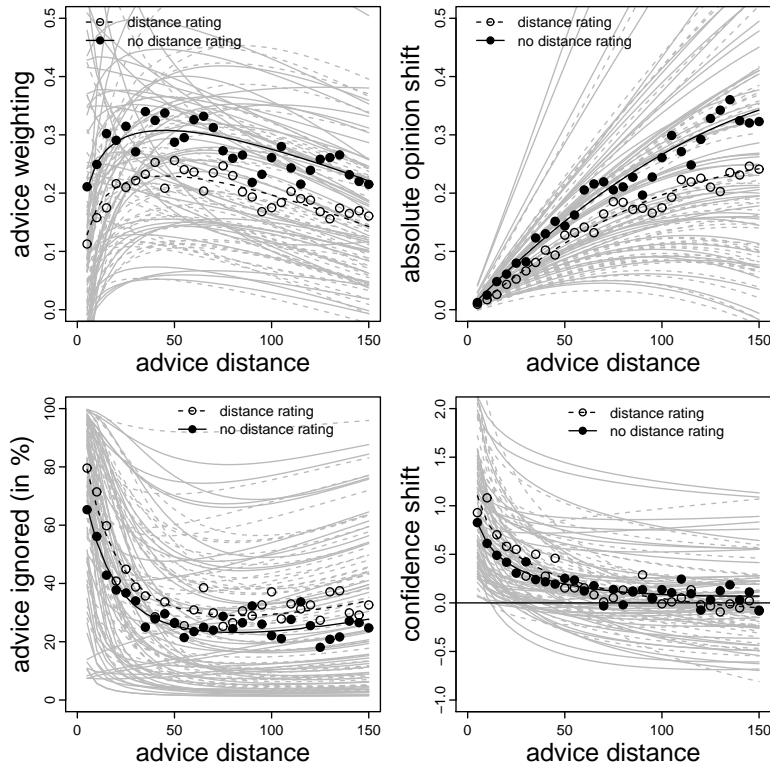 advice weighting
0.0 0.1 0.2 0.3 0.4 0.5
distance rating
no distance rating
0 50 100 150
advice distance
absolute opinion shift
0.0 0.1 0.2 0.3 0.4 0.5
distance rating
no distance rating
0 50 100 150
advice distance
advice ignored (in %)
0 20 40 60 80 100
distance rating
no distance rating
0 50 100 150
advice distance
confidence shift
−1.0 −0.5 0.0 0.5 1.0 1.5 2.0
distance rating
no distance rating
0 50 100 150
advice distance